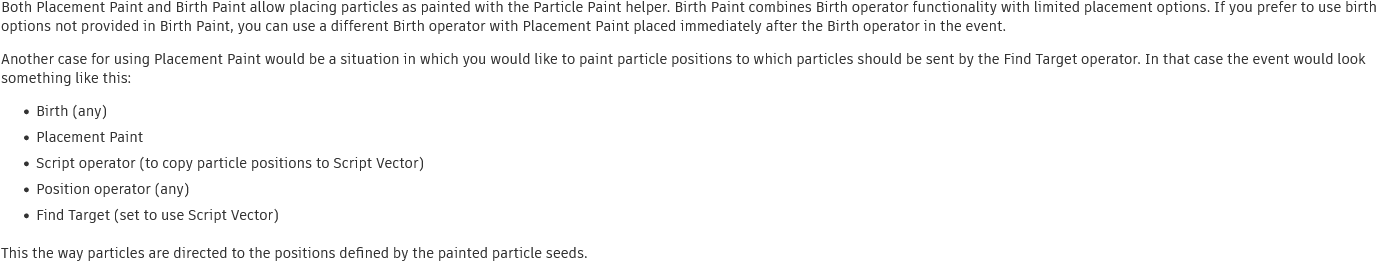 Both Placement Paint and Birth Paint allow placing particles as painted with the Particle Paint helper. Birth Paint combines Birth operator functionality with limited placement options. If you prefer to use birth
options not provided in Birth Paint, you can use a different Birth operator with Placement Paint placed immediately after the Birth operator in the event.
Another case for using Placement Paint would be a situation in which you would like to paint particle positions to which particles should be sent by the Find Target operator. In that case the event would look
something like this:
• Birth (any)
• Placement Paint
• Script operator (to copy particle positions to Script Vector)
• Position operator (any)
• Find Target (set to use Script Vector)
This the way particles are directed to the positions defined by the painted particle seeds.